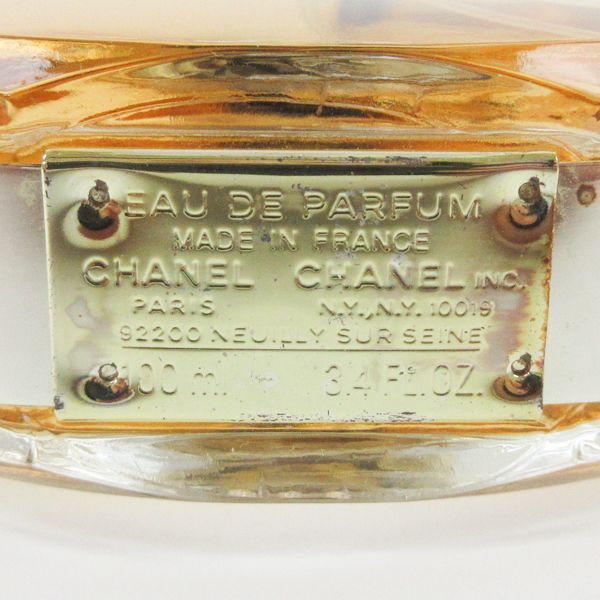 EAU DE PARFUM
MADE IN FRANCE
CHANEL CHANEL INC.
PARIS N.Y., N.Y. 10019
92200 NEUILLY SUR SEINE
100 ml 3.4 FL.OZ.